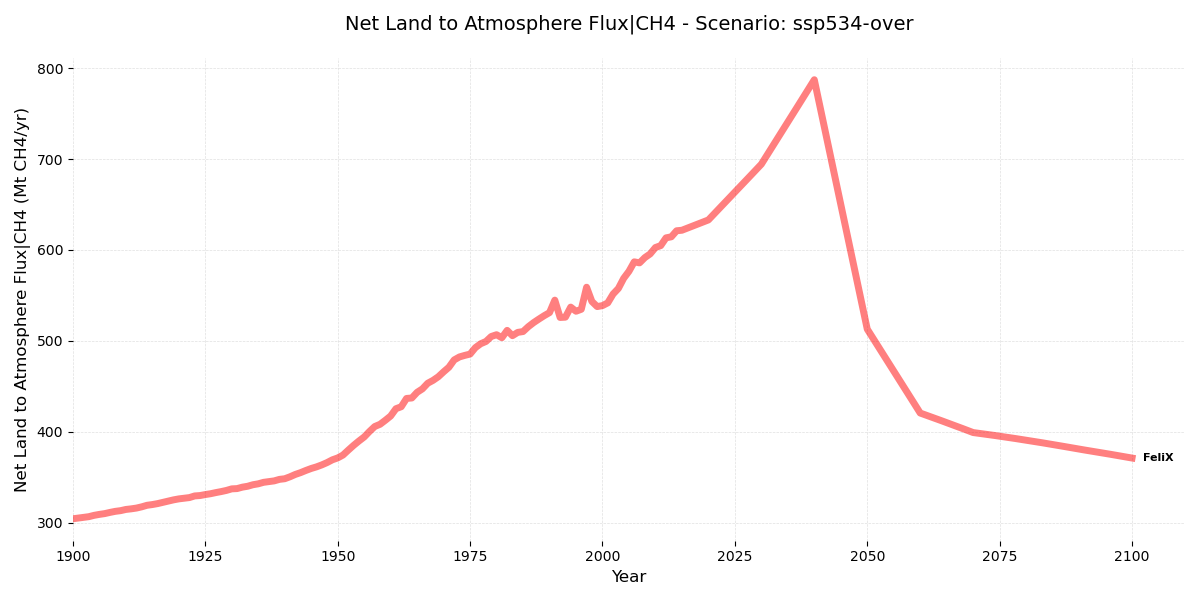 Net Land to Atmosphere Flux|CH4 - Scenario: ssp534-over
Net Land to Atmosphere Flux|CH4 (Mt CH4/yr)
800
700
600
500
400
300
FeliX
1900 1925 1950 1975 2000 2025 2050 2075 2100
Year